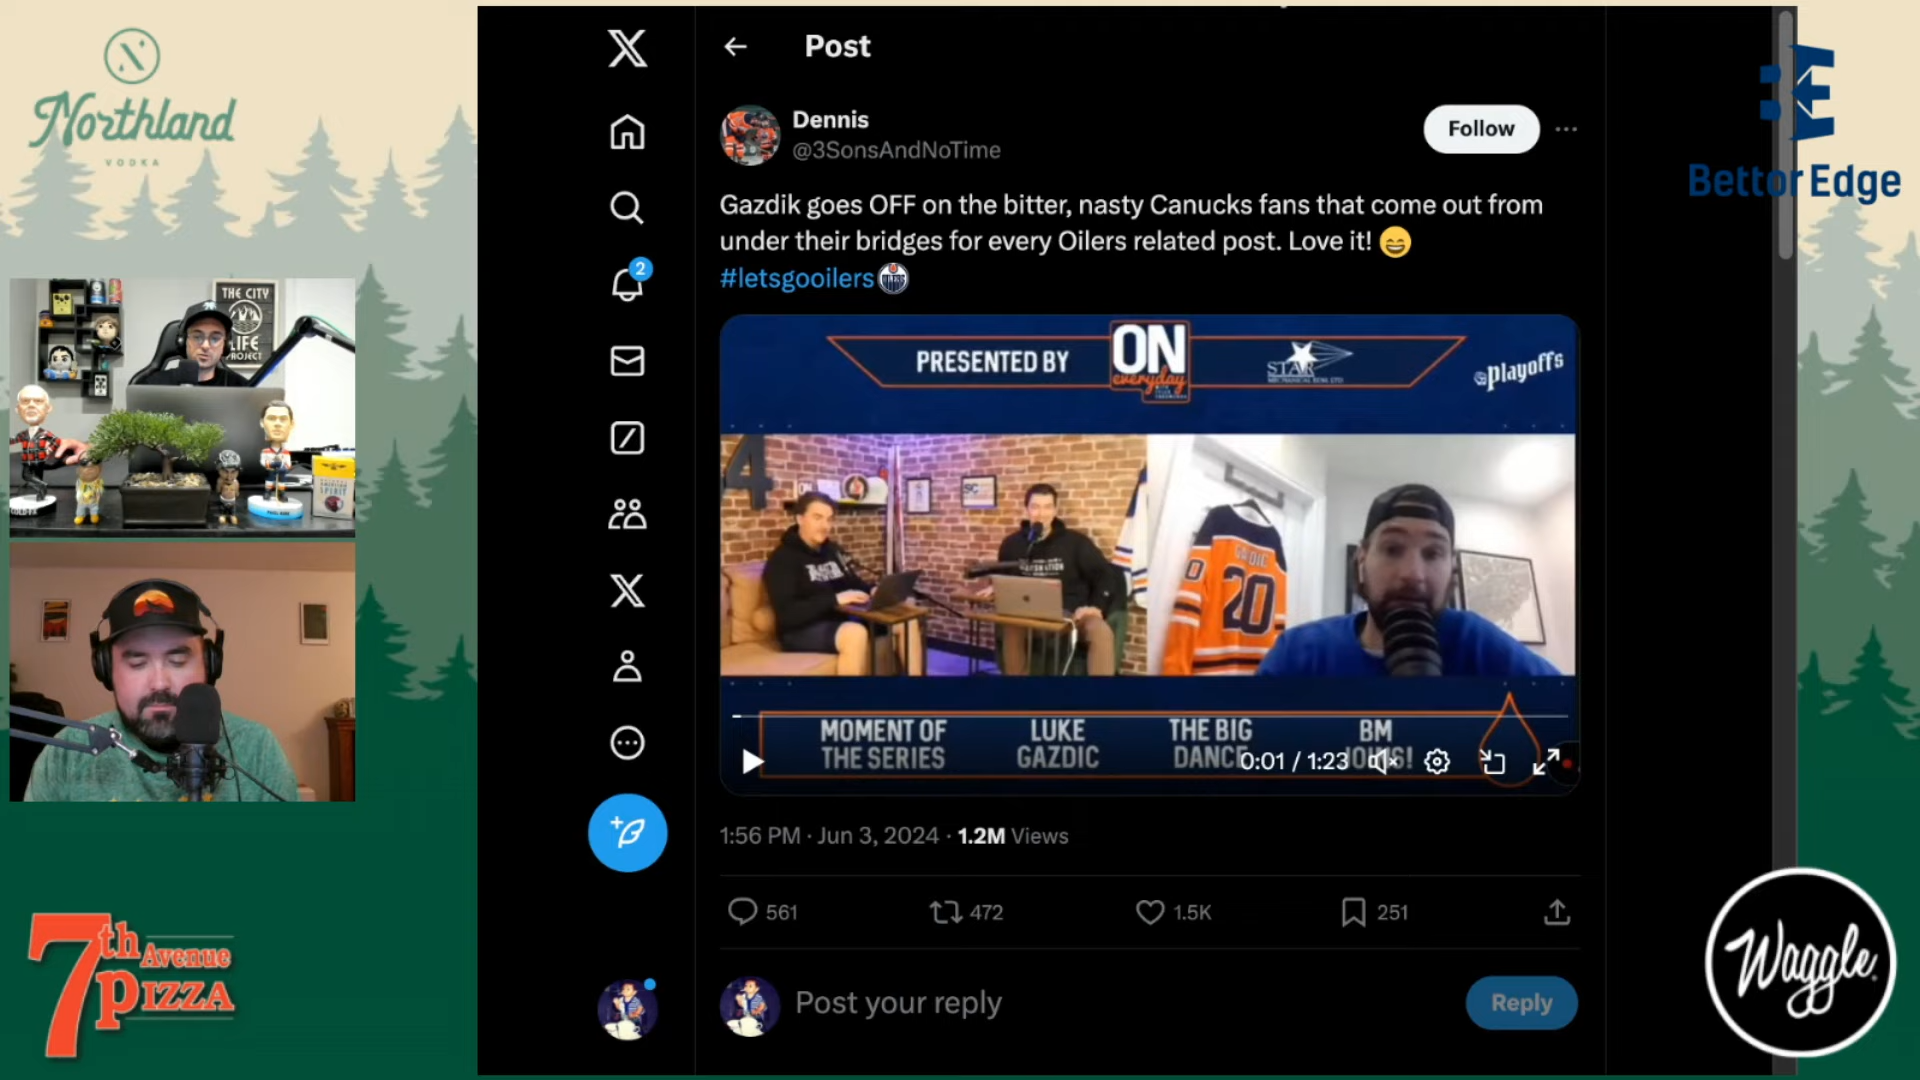 Northland
VODKA
Post
Dennis
@3SonsAndNoTime
Follow
Gazdik goes OFF on the bitter, nasty Canucks fans that come out from
under their bridges for every Oilers related post. Love it! 😄
#letsgooilers
BettorEdge
2
THE CITY
LIFE
PROJECT
PRESENTED BY
ON
everyday
STAR
playoffs
20
MOMENT OF
THE SERIES
LUKE
GAZDIC
THE BIG
DANCE
BM
0:01 / 1:23
1:56 PM · Jun 3, 2024 · 1.2M Views
561
472
1.5K
251
Post your reply
Reply
7th Avenue
PIZZA
Waggle